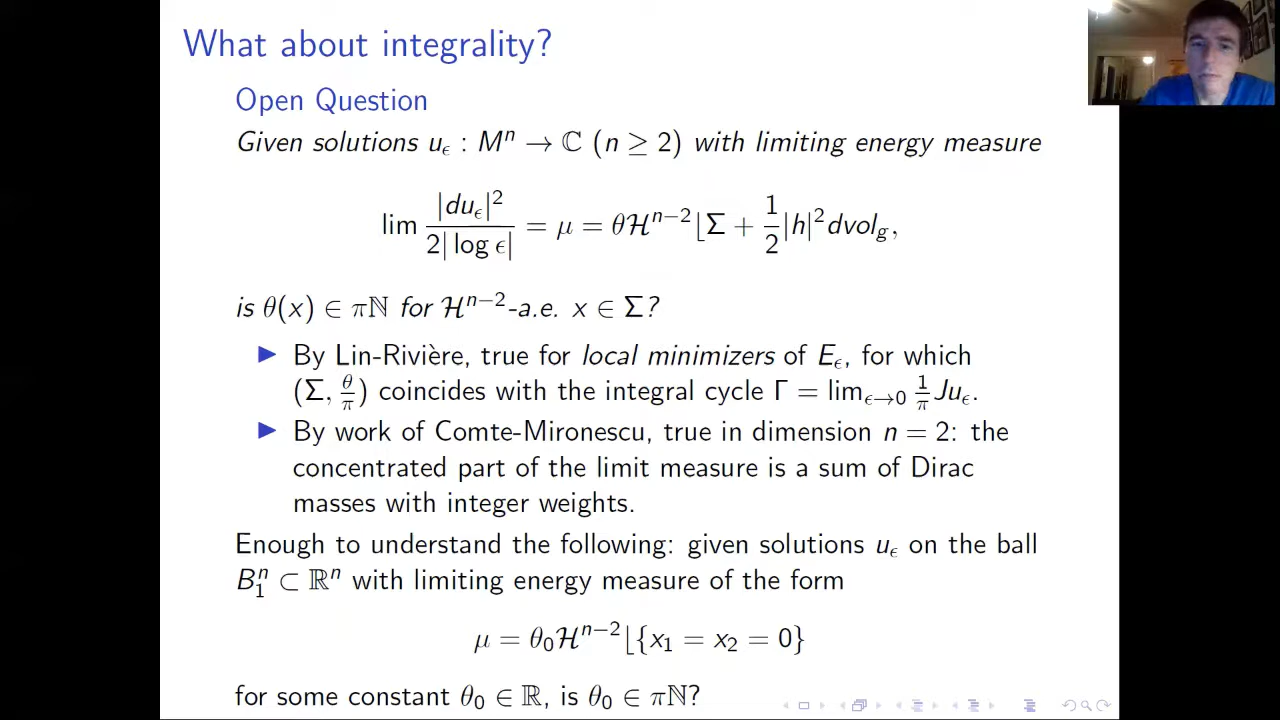 What about integrality?
Open Question
Given solutions u_ϵ : M^n → ℂ (n ≥ 2) with limiting energy measure
lim |du_ϵ|^2 / 2|log ϵ| = μ = θℋ^{n−2}⌊Σ + 1/2|h|^2 dvol_g,
is θ(x) ∈ πℕ for ℋ^{n−2}-a.e. x ∈ Σ?
▶ By Lin-Rivière, true for local minimizers of E_ϵ, for which
(Σ, θ/π) coincides with the integral cycle Γ = lim_{ϵ→0} 1/π Ju_ϵ.
▶ By work of Comte-Mironescu, true in dimension n = 2: the
concentrated part of the limit measure is a sum of Dirac
masses with integer weights.
Enough to understand the following: given solutions u_ϵ on the ball
B_1^n ⊂ ℝ^n with limiting energy measure of the form
μ = θ_0ℋ^{n−2}⌊{x_1 = x_2 = 0}
for some constant θ_0 ∈ ℝ, is θ_0 ∈ πℕ?